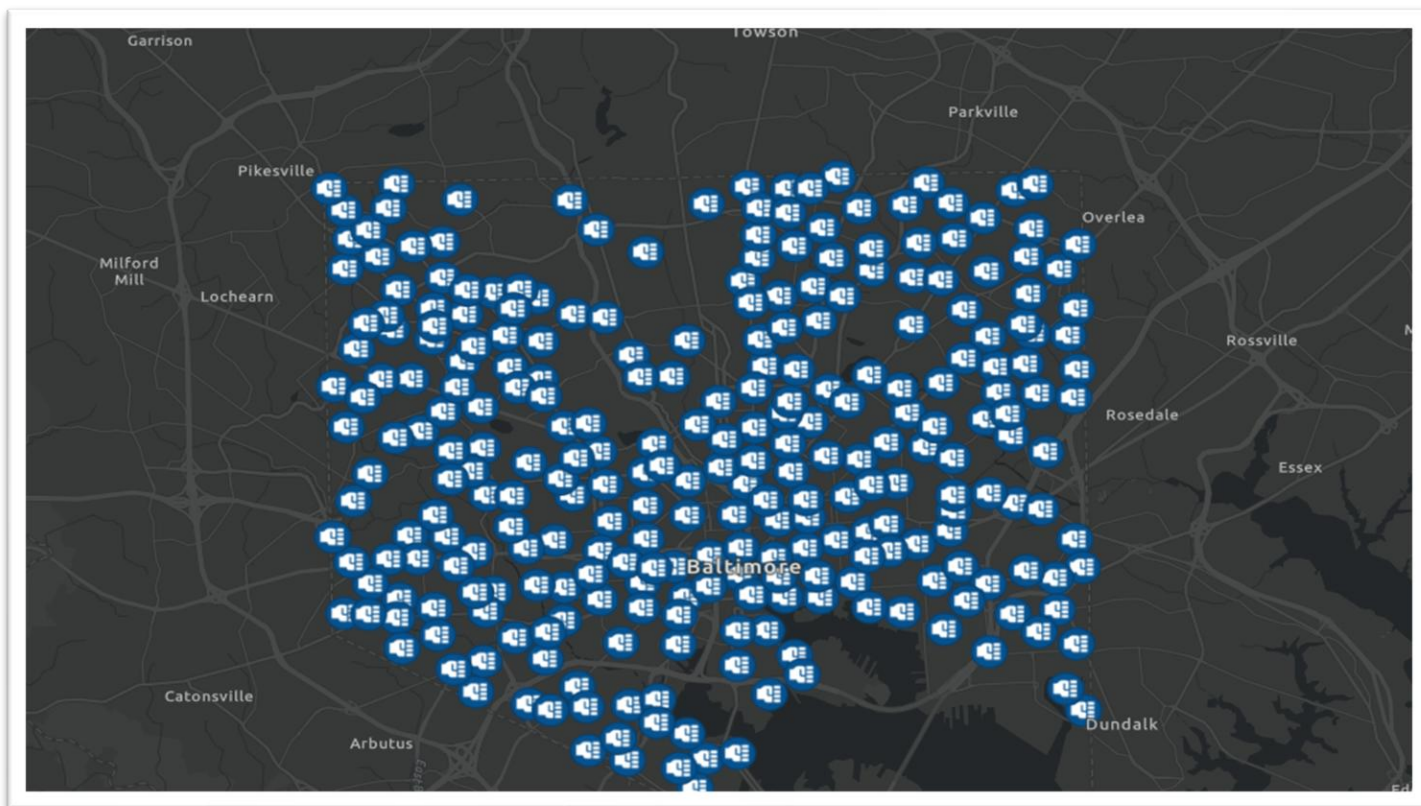 Garrison
Towson
Parkville
Pikesville
Overlea
Milford
Mill
Lochearn
Rossville
Rosedale
Essex
Baltimore
Catonsville
Dundalk
Arbutus